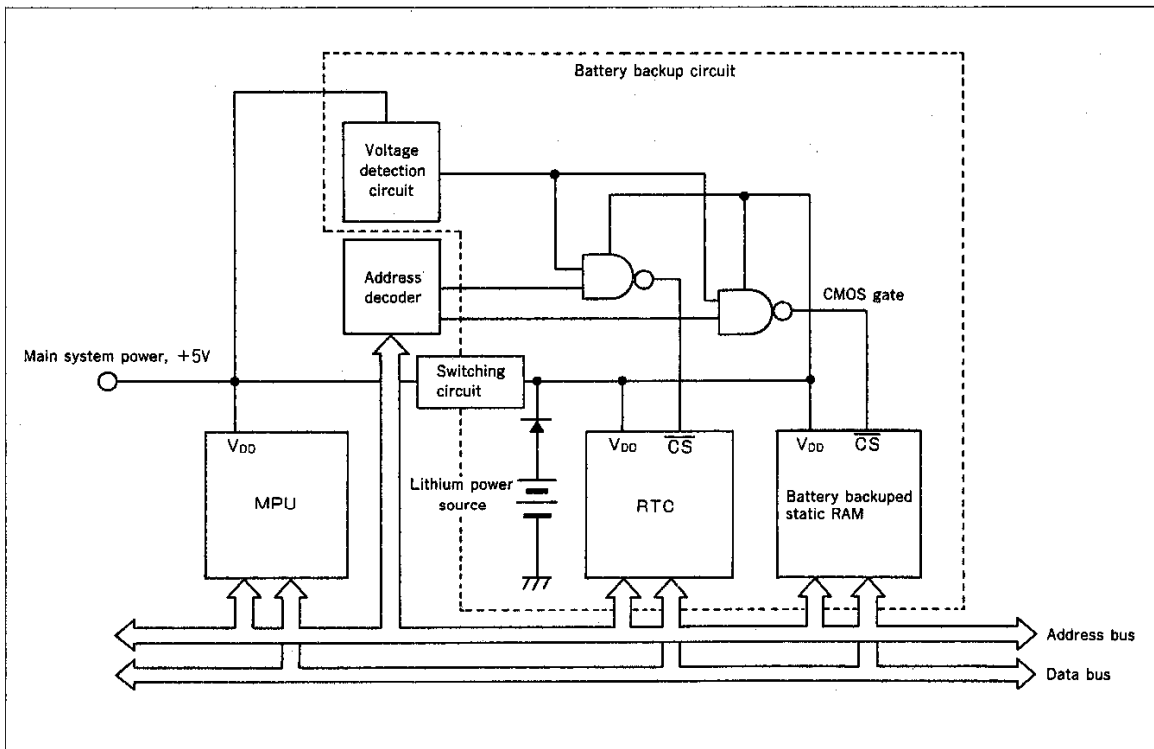 Battery backup circuit
Voltage
detection
circuit
Address
decoder
CMOS gate
Main system power, +5V
Switching
circuit
VDD
MPU
Lithium power
source
VDD
CS
RTC
VDD
CS
Battery backuped
static RAM
Address bus
Data bus